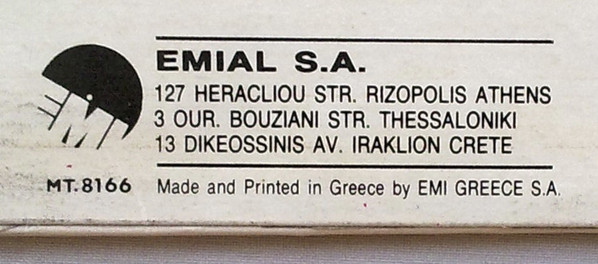 EMI
EMIAL S.A.
127 HERACLIOU STR. RIZOPOLIS ATHENS
3 OUR. BOUZIANI STR. THESSALONIKI
13 DIKEOSSINIS AV. IRAKLION CRETE
MT.8166 Made and Printed in Greece by EMI GREECE S.A.